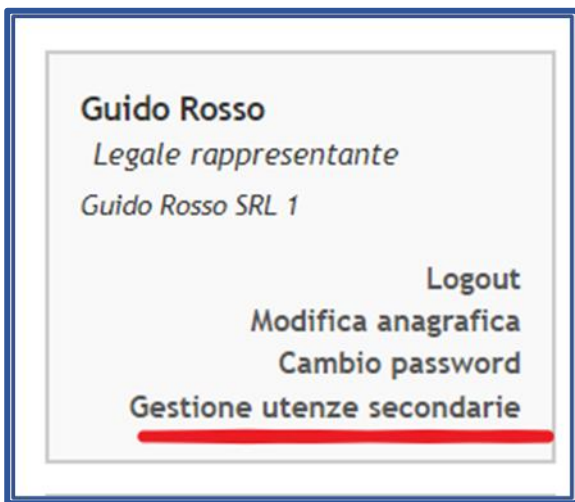 Guido Rosso
Legale rappresentante
Guido Rosso SRL 1
Logout
Modifica anagrafica
Cambio password
Gestione utenze secondarie